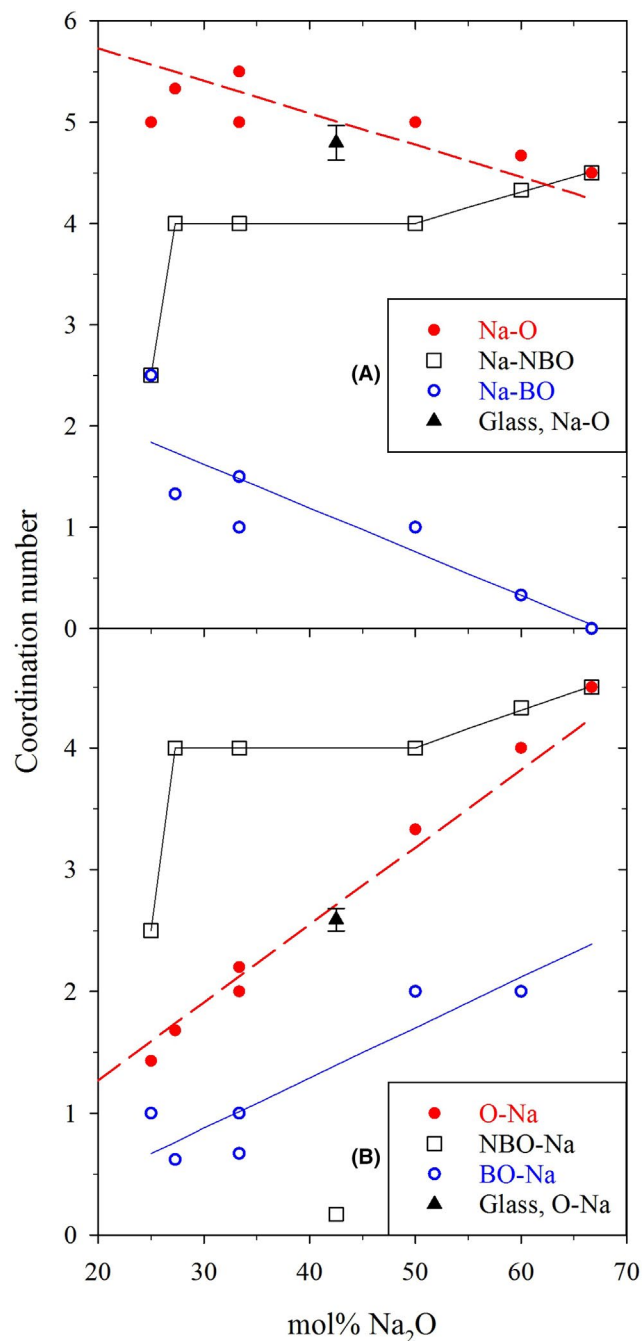 6
5
4
3
2
1
0
Na-O
Na-NBO
(A)
Na-BO
Glass, Na-O
Coordination number
4
3
2
1
0
O-Na
NBO-Na
(B)
BO-Na
Glass, O-Na
20 30 40 50 60 70
mol% Na₂O